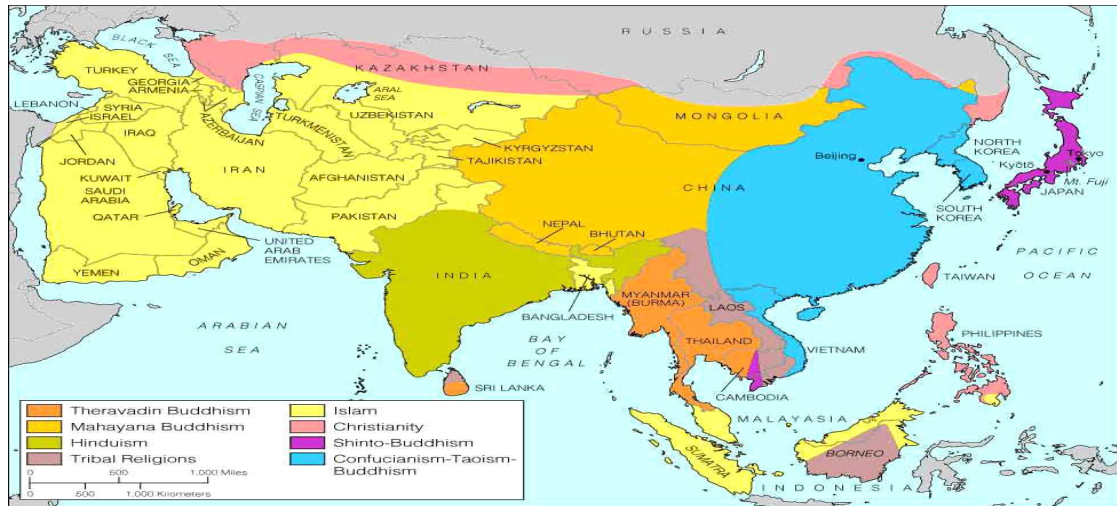 RUSSIA
BLACK SEA
KAZAKHSTAN
TURKEY
GEORGIA
ARMENIA
CASPIAN SEA
ARAL SEA
LEBANON
SYRIA
ISRAEL
AZERBAIJAN
TURKMENISTAN
UZBEKISTAN
MONGOLIA
IRAQ
KYRGYZSTAN
TAJIKISTAN
NORTH KOREA
Beijing
Tokyo
Kyōto
JORDAN
IRAN
KUWAIT
AFGHANISTAN
Mt. Fuji
JAPAN
CHINA
SAUDI ARABIA
PAKISTAN
SOUTH KOREA
QATAR
NEPAL
BHUTAN
UNITED ARAB EMIRATES
OMAN
YEMEN
INDIA
PACIFIC OCEAN
TAIWAN
MYANMAR (BURMA)
LAOS
BANGLADESH
ARABIAN SEA
BAY OF BENGAL
THAILAND
VIETNAM
PHILIPPINES
SRI LANKA
CAMBODIA
MALAYASIA
SUMATRA
BORNEO
INDONESIA
Theravadin Buddhism
Mahayana Buddhism
Hinduism
Tribal Religions
Islam
Christianity
Shinto-Buddhism
Confucianism-Taoism-
Buddhism
0 500 1,000 Miles
0 500 1,000 Kilometers